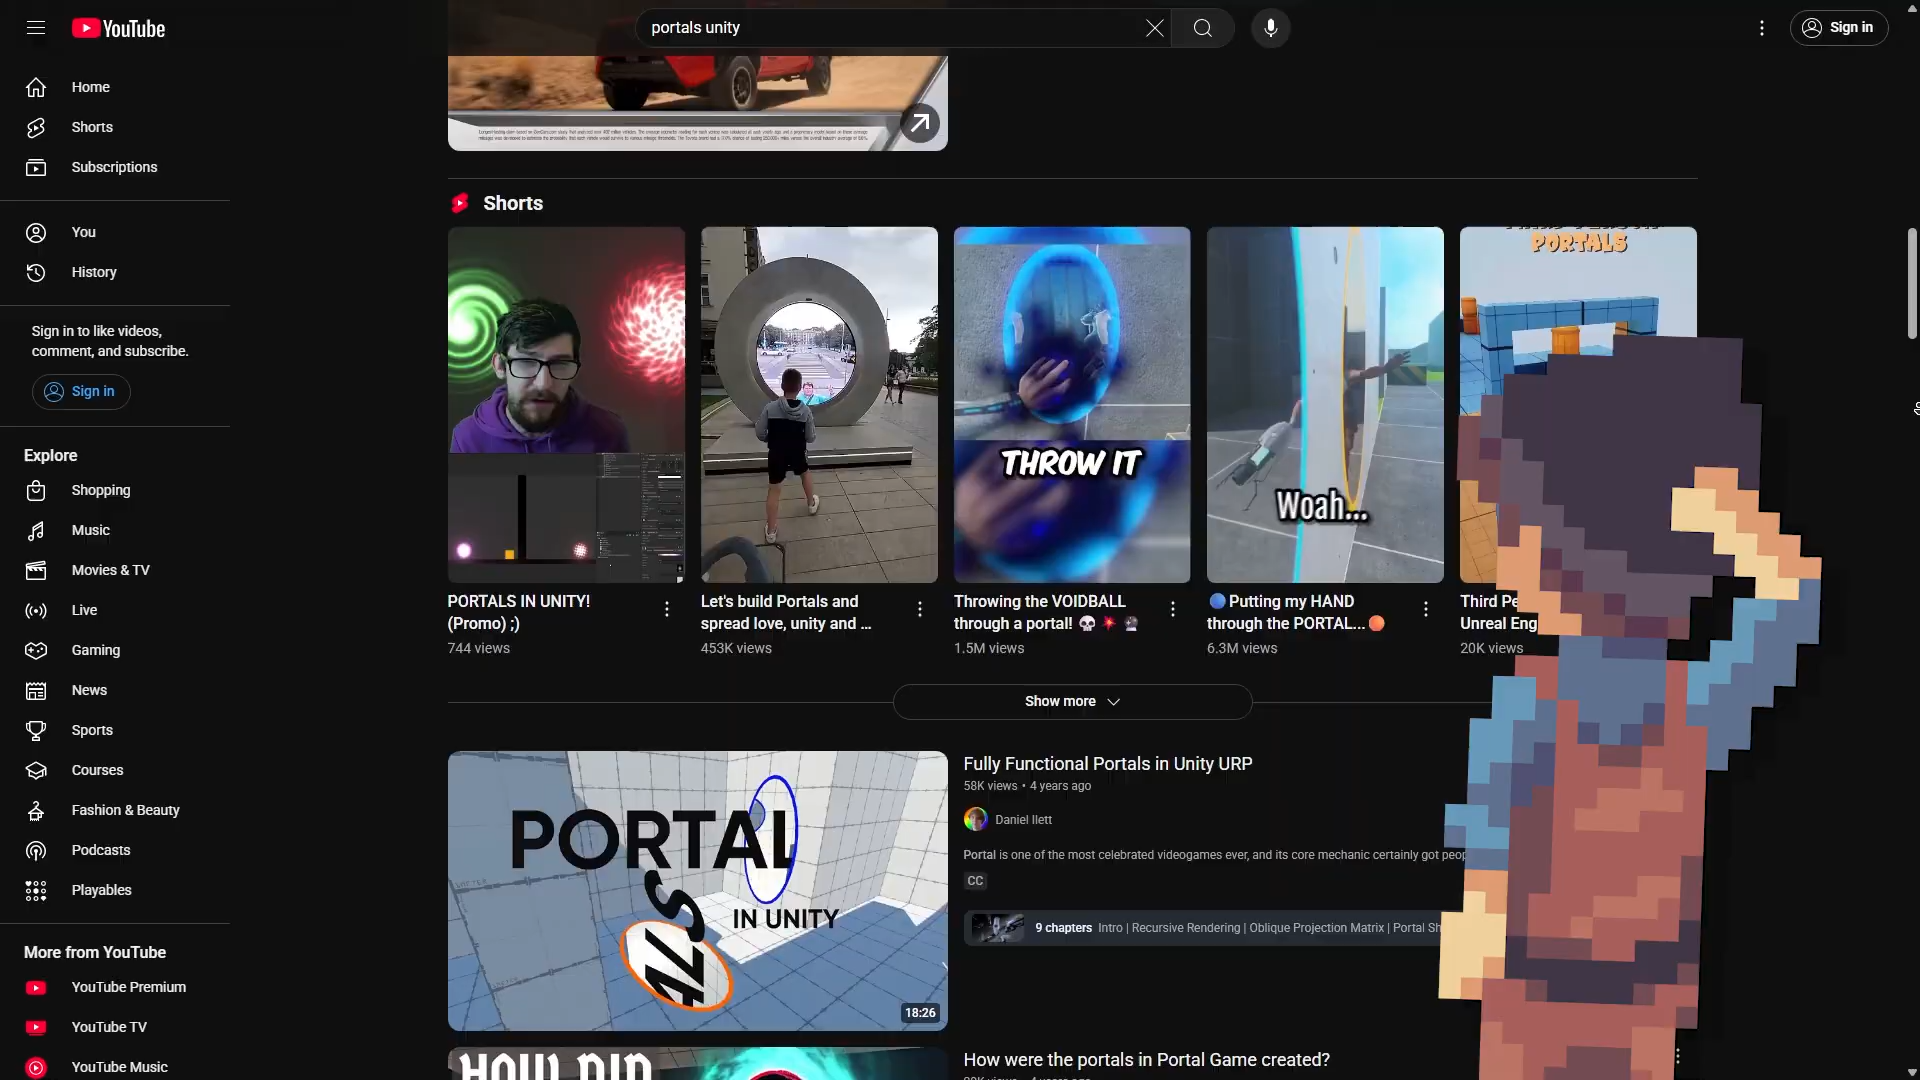 YouTube
portals unity
Sign in
Home
Shorts
Subscriptions
You
History
Sign in to like videos,
comment, and subscribe.
Sign in
Explore
Shopping
Music
Movies & TV
Live
Gaming
News
Sports
Courses
Fashion & Beauty
Podcasts
Playables
More from YouTube
YouTube Premium
YouTube TV
YouTube Music
Shorts
THROW IT
Woah...
PORTALS
PORTALS IN UNITY!
(Promo) ;)
744 views
Let's build Portals and
spread love, unity and ...
453K views
Throwing the VOIDBALL
through a portal! 💀 💥 🔮
1.5M views
🔵Putting my HAND
through the PORTAL...🟠
6.3M views
Third
Unreal
20K views
Show more
PORTAL
S
IN UNITY
18:26
Fully Functional Portals in Unity URP
58K views • 4 years ago
Daniel Ilett
Portal is one of the most celebrated videogames ever, and its core mechanic certainly got
CC
9 chapters Intro | Recursive Rendering | Oblique Projection Matrix | Portal
How were the portals in Portal Game created?